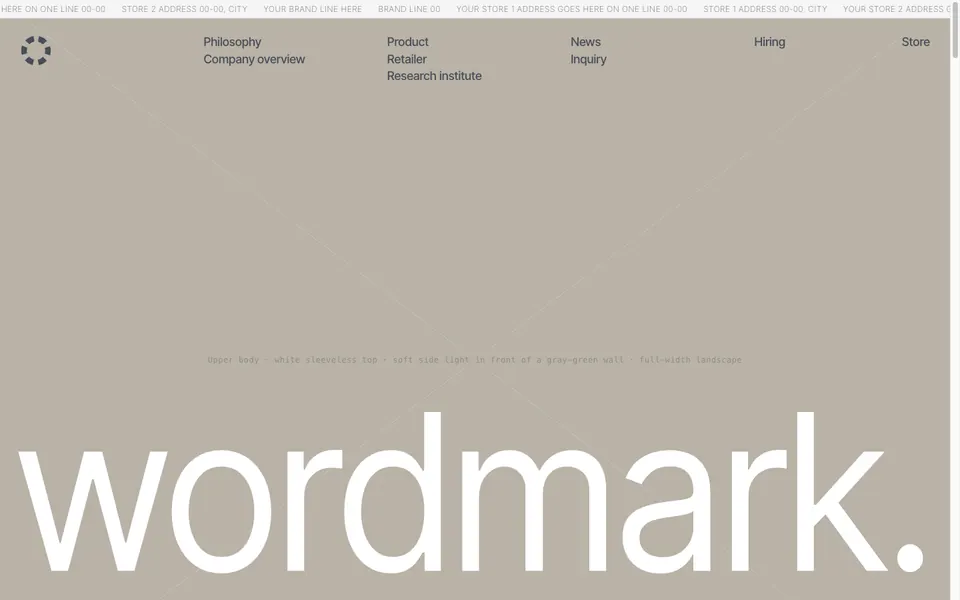 HERE ON ONE LINE 00-00 STORE 2 ADDRESS 00-00, CITY YOUR BRAND LINE HERE BRAND LINE 00 YOUR STORE 1 ADDRESS GOES HERE ON ONE LINE 00-00 STORE 1 ADDRESS 00-00, CITY YOUR STORE 2 ADDRESS
Philosophy
Company overview
Product
Retailer
Research institute
News
Inquiry
Hiring
Store
Upper body · white sleeveless top · soft side light in front of a gray-green wall · full-width landscape
wordmark.